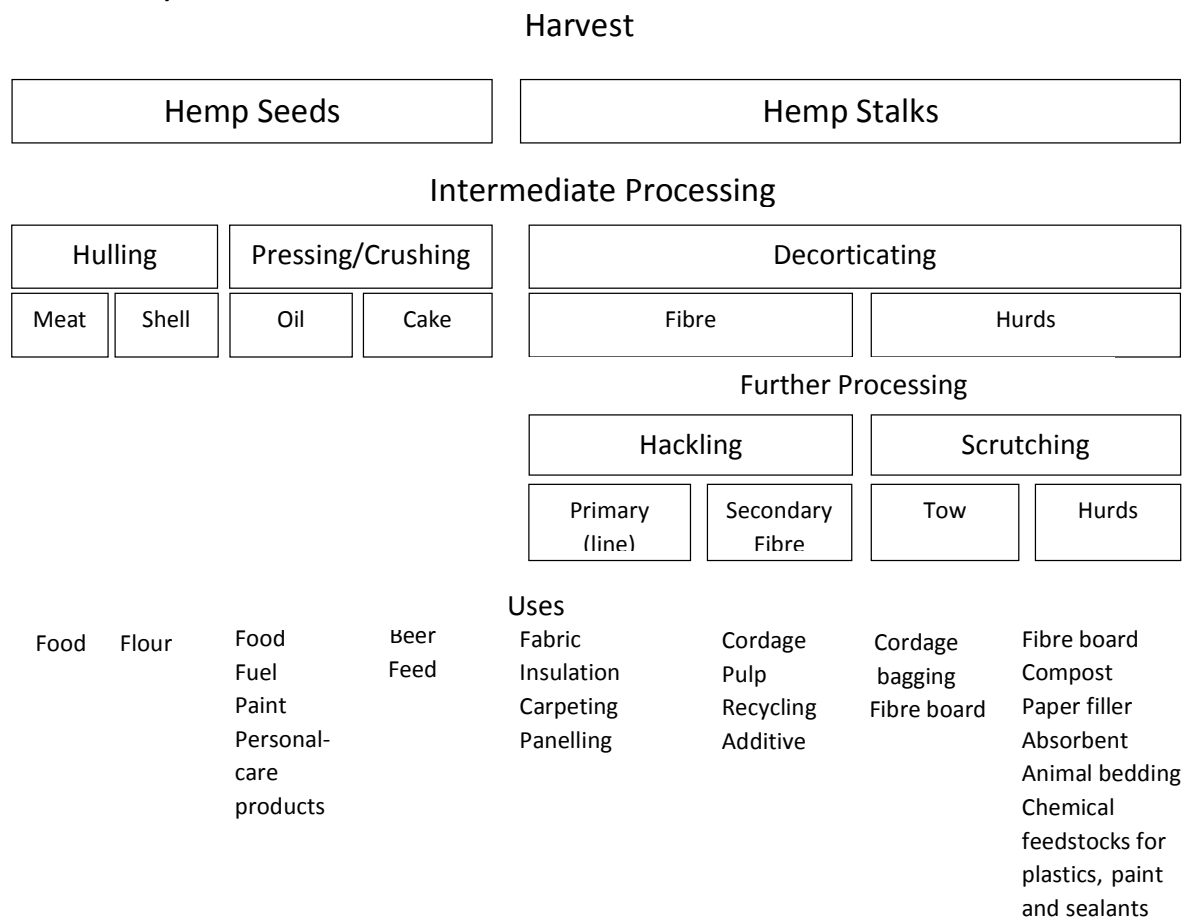 Harvest
Hemp Seeds
Hemp Stalks
Intermediate Processing
Hulling
Pressing/Crushing
Decorticating
Meat
Shell
Oil
Cake
Fibre
Hurds
Further Processing
Hackling
Scrutching
Primary
(line)
Secondary
Fibre
Tow
Hurds
Uses
Food
Flour
Food
Fuel
Paint
Personal-
care
products
Beer
Feed
Fabric
Insulation
Carpeting
Panelling
Cordage
Pulp
Recycling
Additive
Cordage
bagging
Fibre board
Fibre board
Compost
Paper filler
Absorbent
Animal bedding
Chemical
feedstocks for
plastics, paint
and sealants